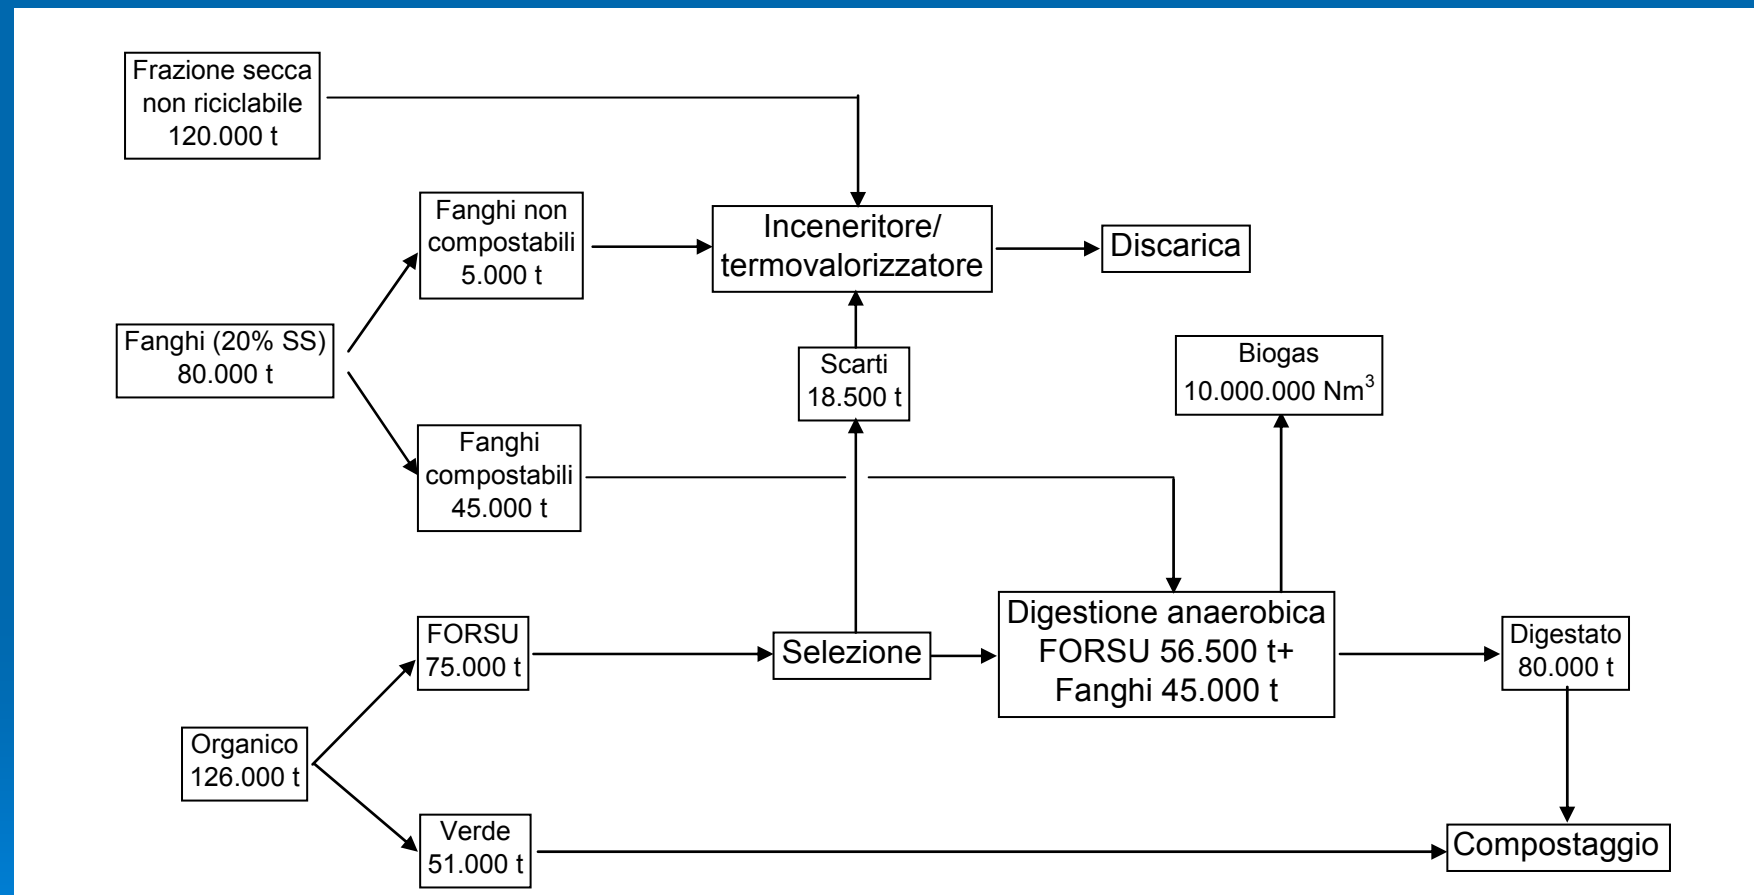 Frazione secca
non riciclabile
120.000 t
Fanghi non
compostabili
5.000 t
Inceneritore/
termovalorizzatore
Discarica
Fanghi (20% SS)
80.000 t
Scarti
18.500 t
Biogas
10.000.000 Nm³
Fanghi
compostabili
45.000 t
FORSU
75.000 t
Selezione
Digestione anaerobica
FORSU 56.500 t+
Fanghi 45.000 t
Digestato
80.000 t
Organico
126.000 t
Verde
51.000 t
Compostaggio